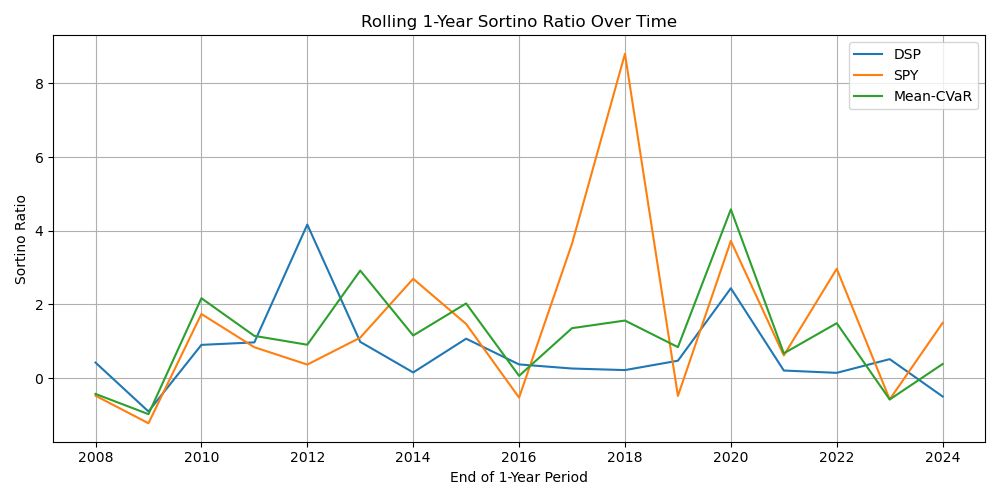 Rolling 1-Year Sortino Ratio Over Time
DSP
SPY
Mean-CVaR
Sortino Ratio
8
6
4
2
0
2008 2010 2012 2014 2016 2018 2020 2022 2024
End of 1-Year Period